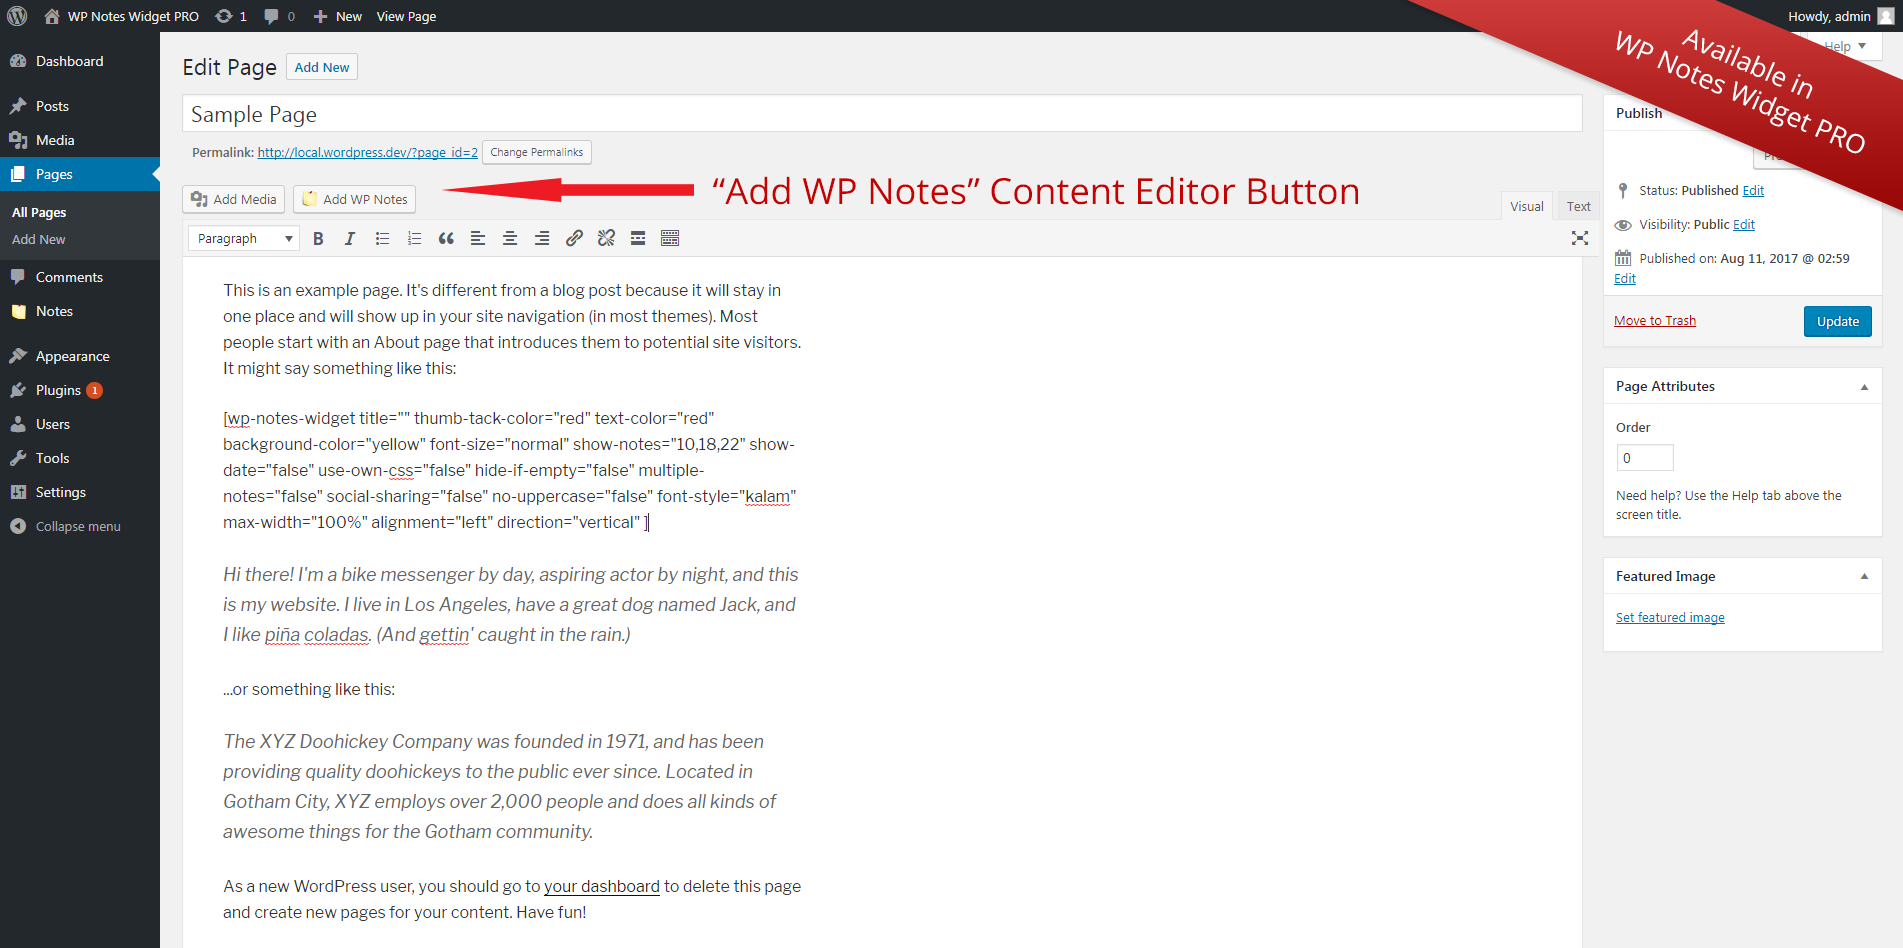 WP Notes Widget PRO 1 0 New View Page Howdy, admin
Dashboard
Posts
Media
Pages
All Pages
Add New
Comments
Notes
Appearance
Plugins 1
Users
Tools
Settings
Collapse menu
Edit Page Add New
Sample Page
Permalink: http://local.wordpress.dev/?page_id=2 Change Permalinks
Add Media Add WP Notes
“Add WP Notes” Content Editor Button
Visual Text
Paragraph
This is an example page. It's different from a blog post because it will stay in
one place and will show up in your site navigation (in most themes). Most
people start with an About page that introduces them to potential site visitors.
It might say something like this:
[wp-notes-widget title="" thumb-tack-color="red" text-color="red"
background-color="yellow" font-size="normal" show-notes="10,18,22" show-
date="false" use-own-css="false" hide-if-empty="false" multiple-
notes="false" social-sharing="false" no-uppercase="false" font-style="kalam"
max-width="100%" alignment="left" direction="vertical" ]
Hi there! I'm a bike messenger by day, aspiring actor by night, and this
is my website. I live in Los Angeles, have a great dog named Jack, and
I like piña coladas. (And gettin' caught in the rain.)
...or something like this:
The XYZ Doohickey Company was founded in 1971, and has been
providing quality doohickeys to the public ever since. Located in
Gotham City, XYZ employs over 2,000 people and does all kinds of
awesome things for the Gotham community.
As a new WordPress user, you should go to your dashboard to delete this page
and create new pages for your content. Have fun!
Help
Available in
WP Notes Widget PRO
Publish
Status: Published Edit
Visibility: Public Edit
Published on: Aug 11, 2017 @ 02:59
Edit
Move to Trash Update
Page Attributes
Order
0
Need help? Use the Help tab above the
screen title.
Featured Image
Set featured image